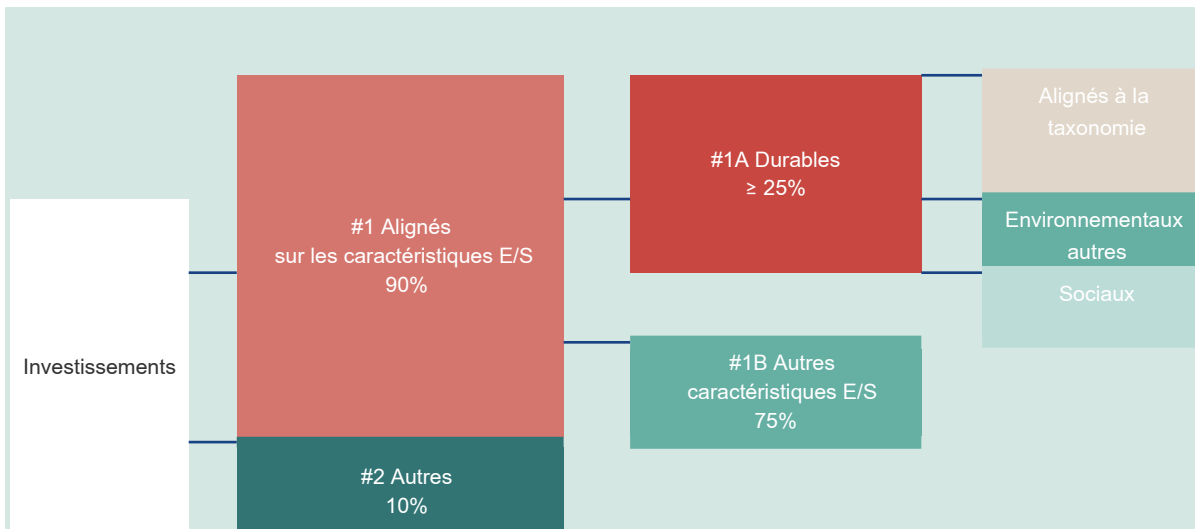 Investissements
#1 Alignés
sur les caractéristiques E/S
90%
#2 Autres
10%
#1A Durables
≥ 25%
#1B Autres
caractéristiques E/S
75%
Alignés à la
taxonomie
Environnementaux
autres
Sociaux